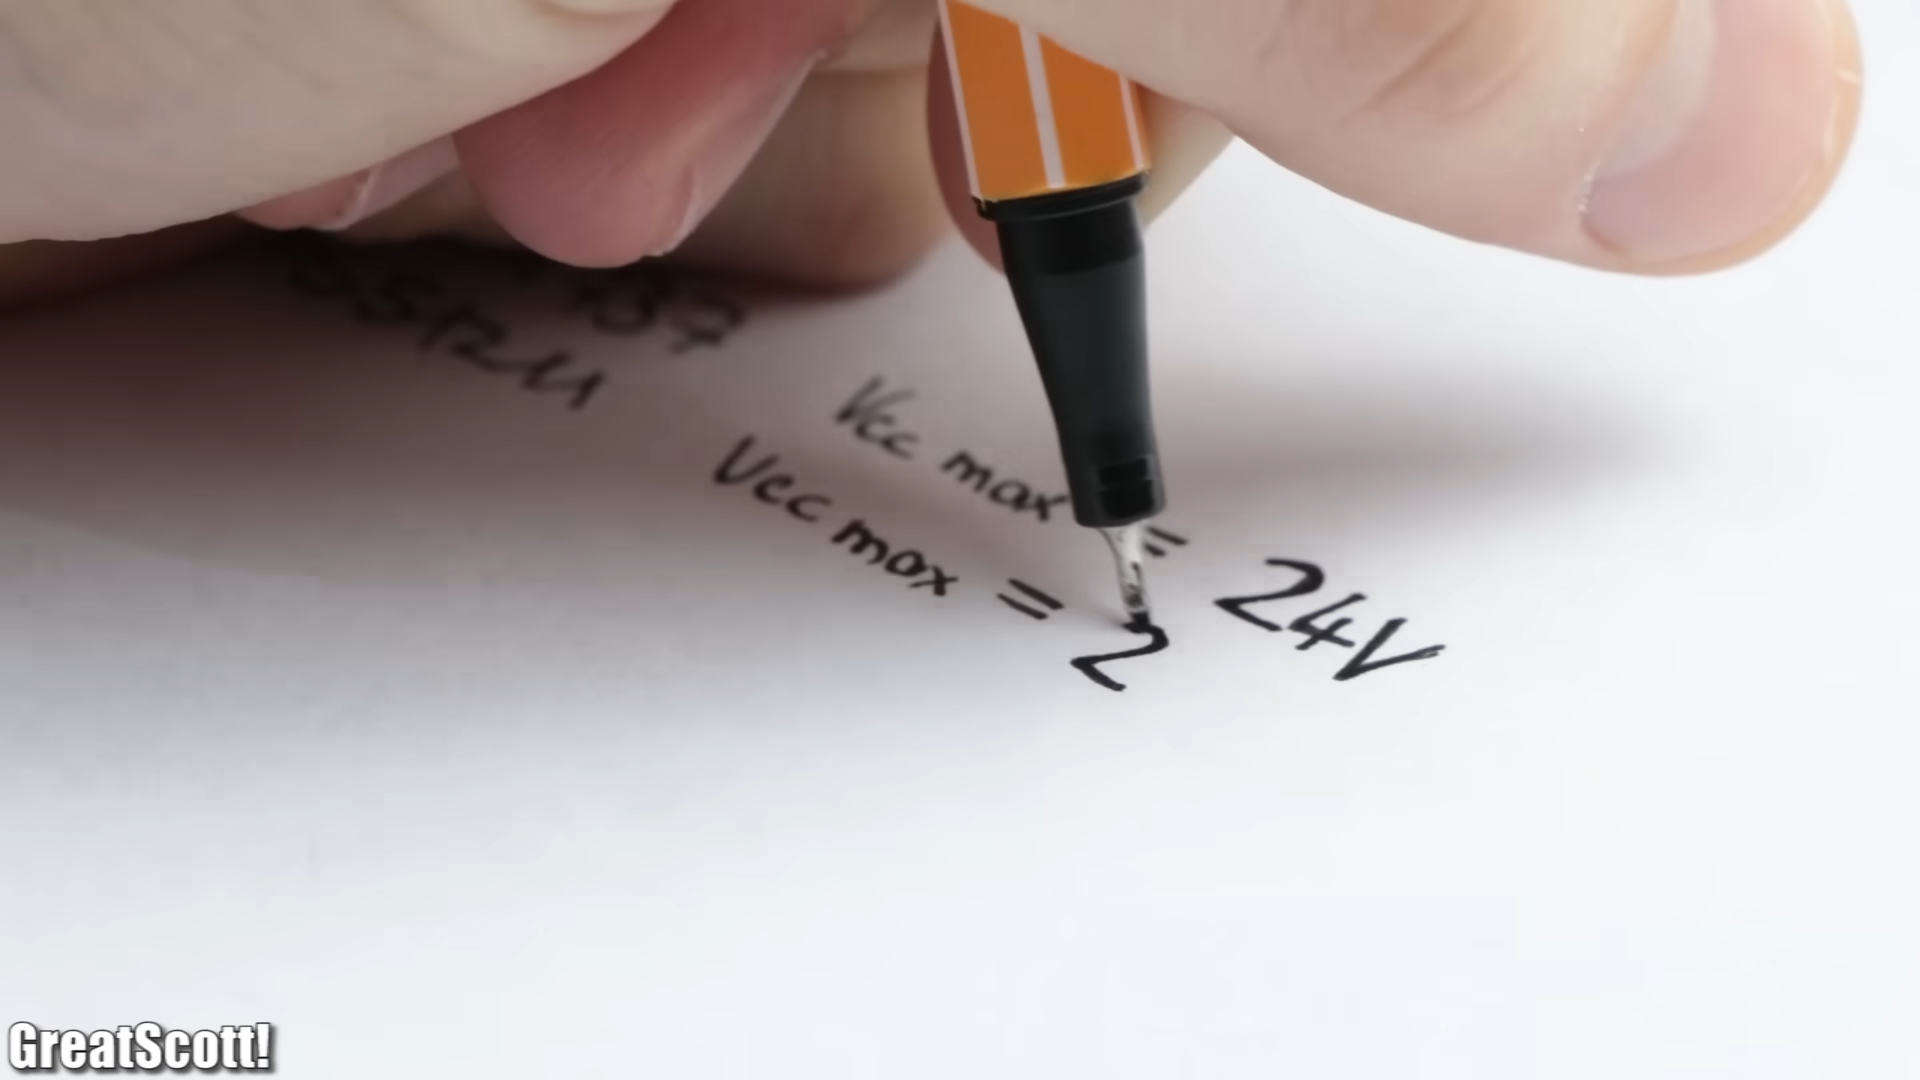 Vcc max = 24V
Vcc max = 2
GreatScott!